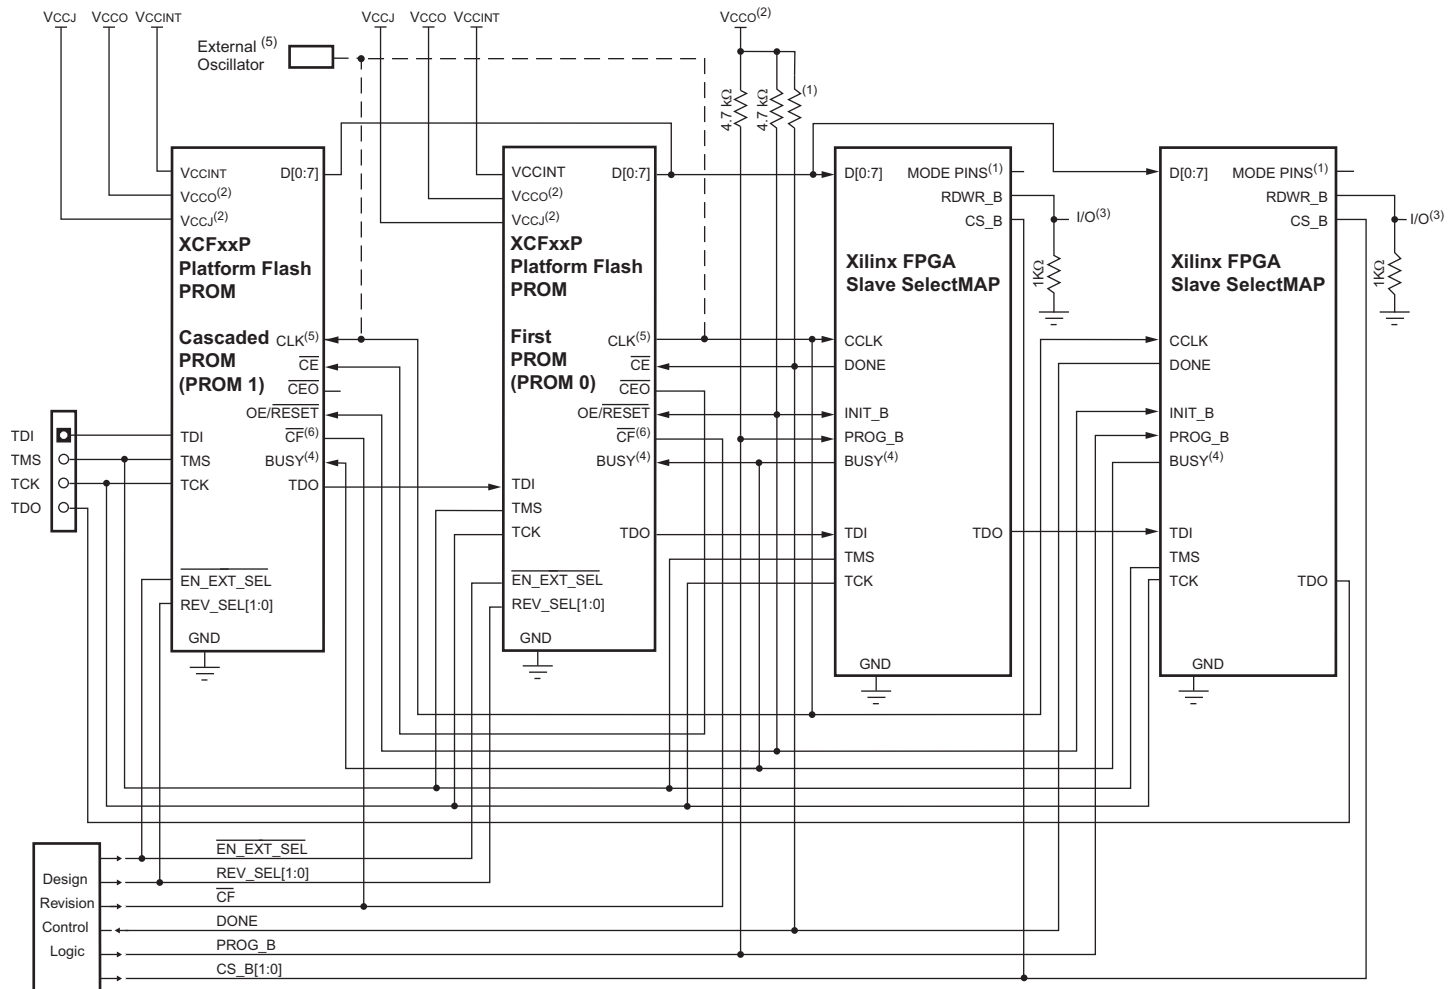 VCCJ VCCO VCCINT
VCCJ VCCO VCCINT
VCCO(2)
External (5)
Oscillator
4.7 kΩ
4.7 kΩ
(1)
VCCINT
VCCO(2)
VCCJ(2)
D[0:7]
XCFxxP
Platform Flash
PROM
Cascaded
PROM
(PROM 1)
CLK(5)
CE
CEO
OE/RESET
CF(6)
BUSY(4)
TDO
TDI
TMS
TCK
EN_EXT_SEL
REV_SEL[1:0]
GND
TDI
TMS
TCK
TDO
VCCINT
VCCO(2)
VCCJ(2)
D[0:7]
XCFxxP
Platform Flash
PROM
First
PROM
(PROM 0)
CLK(5)
CE
CEO
OE/RESET
CF(6)
BUSY(4)
TDI
TMS
TCK
TDO
EN_EXT_SEL
REV_SEL[1:0]
GND
D[0:7]
MODE PINS(1)
RDWR_B
CS_B
I/O(3)
1KΩ
Xilinx FPGA
Slave SelectMAP
CCLK
DONE
INIT_B
PROG_B
BUSY(4)
TDI
TMS
TCK
TDO
GND
D[0:7]
MODE PINS(1)
RDWR_B
CS_B
I/O(3)
1KΩ
Xilinx FPGA
Slave SelectMAP
CCLK
DONE
INIT_B
PROG_B
BUSY(4)
TDI
TMS
TCK
TDO
GND
Design
Revision
Control
Logic
EN_EXT_SEL
REV_SEL[1:0]
CF
DONE
PROG_B
CS_B[1:0]